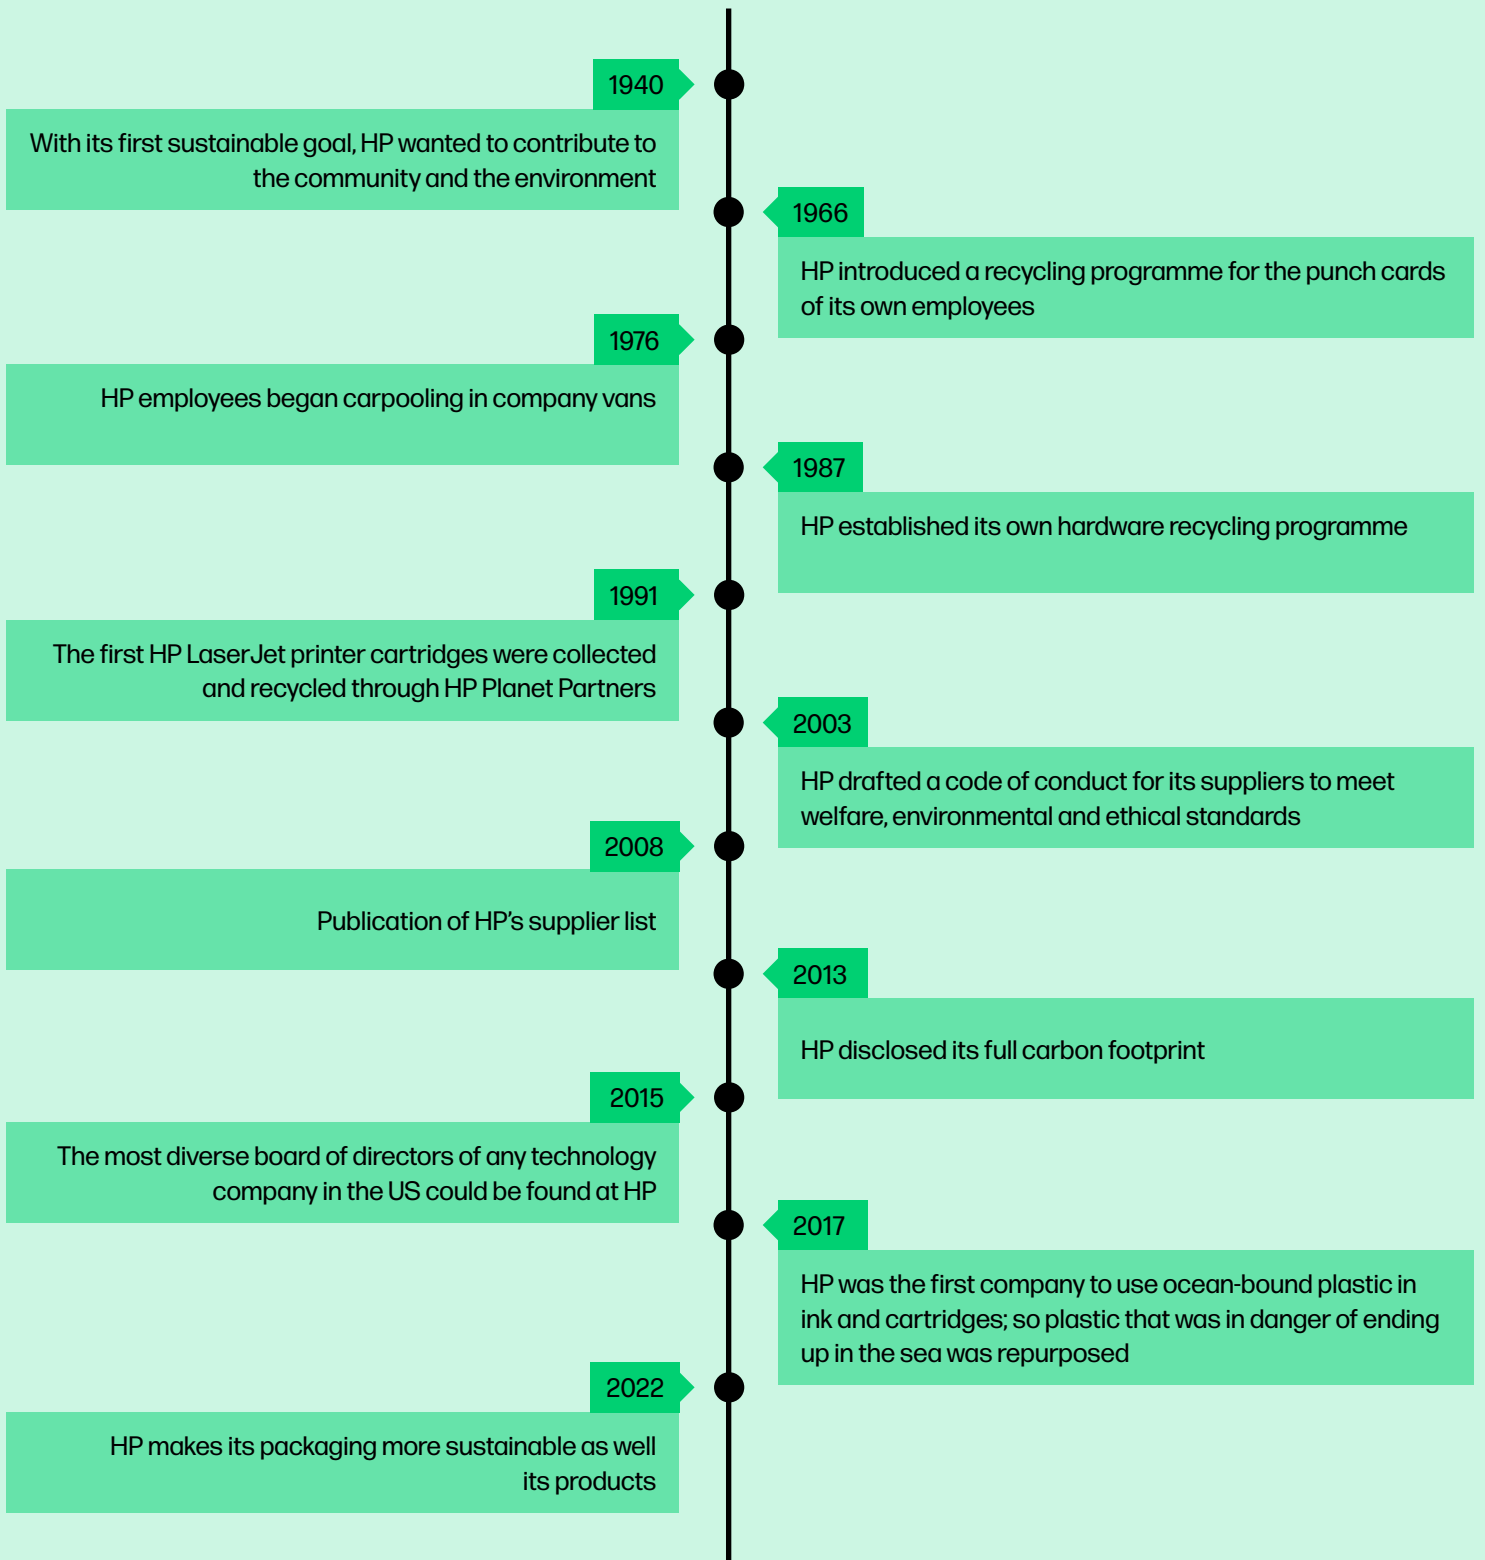 1940
With its first sustainable goal, HP wanted to contribute to
the community and the environment
1966
HP introduced a recycling programme for the punch cards
of its own employees
1976
HP employees began carpooling in company vans
1987
HP established its own hardware recycling programme
1991
The first HP LaserJet printer cartridges were collected
and recycled through HP Planet Partners
2003
HP drafted a code of conduct for its suppliers to meet
welfare, environmental and ethical standards
2008
Publication of HP's supplier list
2013
HP disclosed its full carbon footprint
2015
The most diverse board of directors of any technology
company in the US could be found at HP
2017
HP was the first company to use ocean-bound plastic in
ink and cartridges; so plastic that was in danger of ending
up in the sea was repurposed
2022
HP makes its packaging more sustainable as well
its products